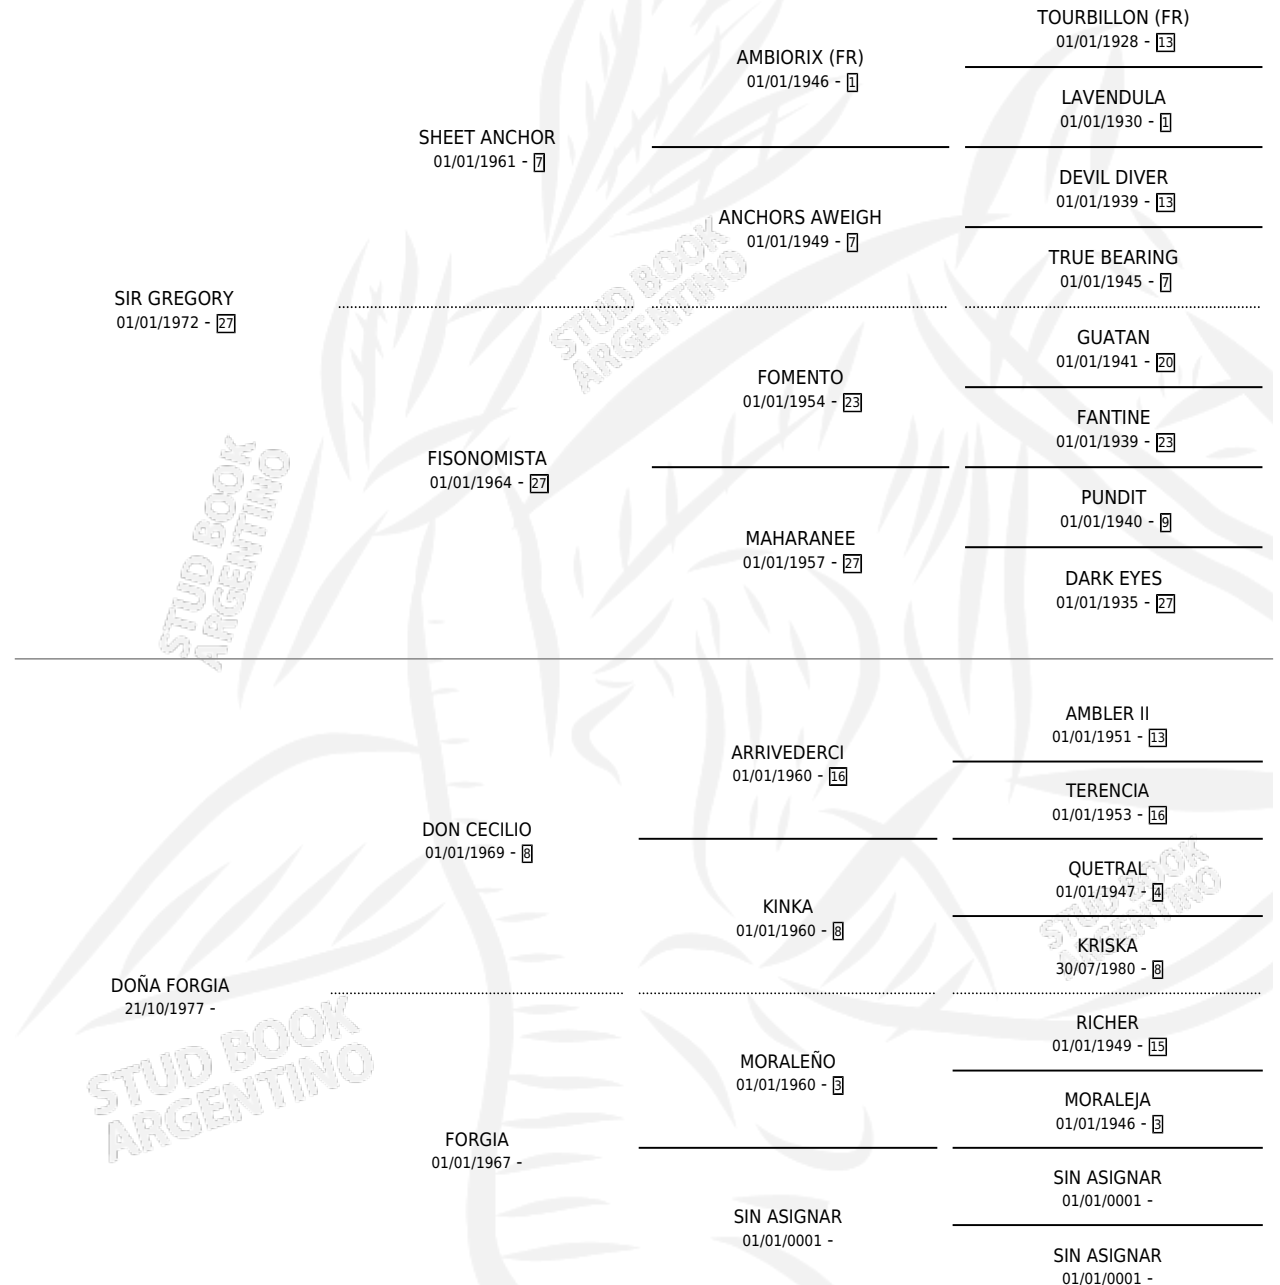 TOURBILLON (FR)
01/01/1928 - 13
AMBIORIX (FR)
01/01/1946 - 1
LAVENDULA
01/01/1930 - 1
SHEET ANCHOR
01/01/1961 - 7
DEVIL DIVER
01/01/1939 - 13
ANCHORS AWEIGH
01/01/1949 - 7
TRUE BEARING
01/01/1945 - 7
SIR GREGORY
01/01/1972 - 27
GUATAN
01/01/1941 - 20
FOMENTO
01/01/1954 - 23
FANTINE
01/01/1939 - 23
FISONOMISTA
01/01/1964 - 27
PUNDIT
01/01/1940 - 9
MAHARANEE
01/01/1957 - 27
DARK EYES
01/01/1935 - 27
STUD BOOK
ARGENTINO
STUD BOOK
ARGENTINO
AMBLER II
01/01/1951 - 13
ARRIVEDERCI
01/01/1960 - 16
TERENCIA
01/01/1953 - 16
DON CECILIO
01/01/1969 - 8
QUETRAL
01/01/1947 - 4
KINKA
01/01/1960 - 8
KRISKA
30/07/1980 - 8
DOÑA FORGIA
21/10/1977 -
RICHER
01/01/1949 - 15
MORALEÑO
01/01/1960 - 3
MORALEJA
01/01/1946 - 3
FORGIA
01/01/1967 -
SIN ASIGNAR
01/01/0001 -
SIN ASIGNAR
01/01/0001 -
SIN ASIGNAR
01/01/0001 -
STUD BOOK
ARGENTINO
STUD BOOK
ARGENTINO